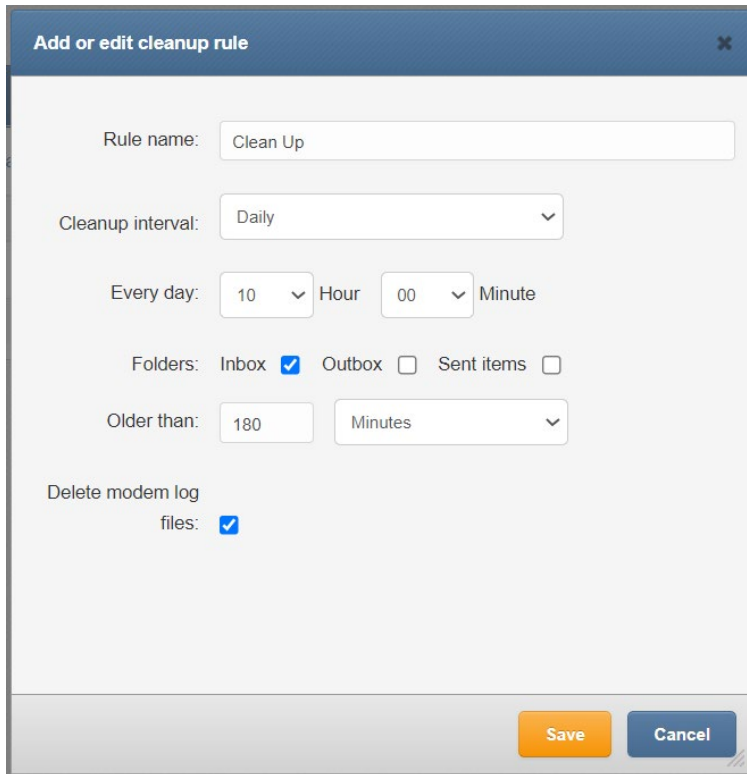 Add or edit cleanup rule
Rule name: Clean Up
Cleanup interval: Daily
Every day: 10 Hour 00 Minute
Folders: Inbox Outbox Sent items
Older than: 180 Minutes
Delete modem log
files:
Save Cancel